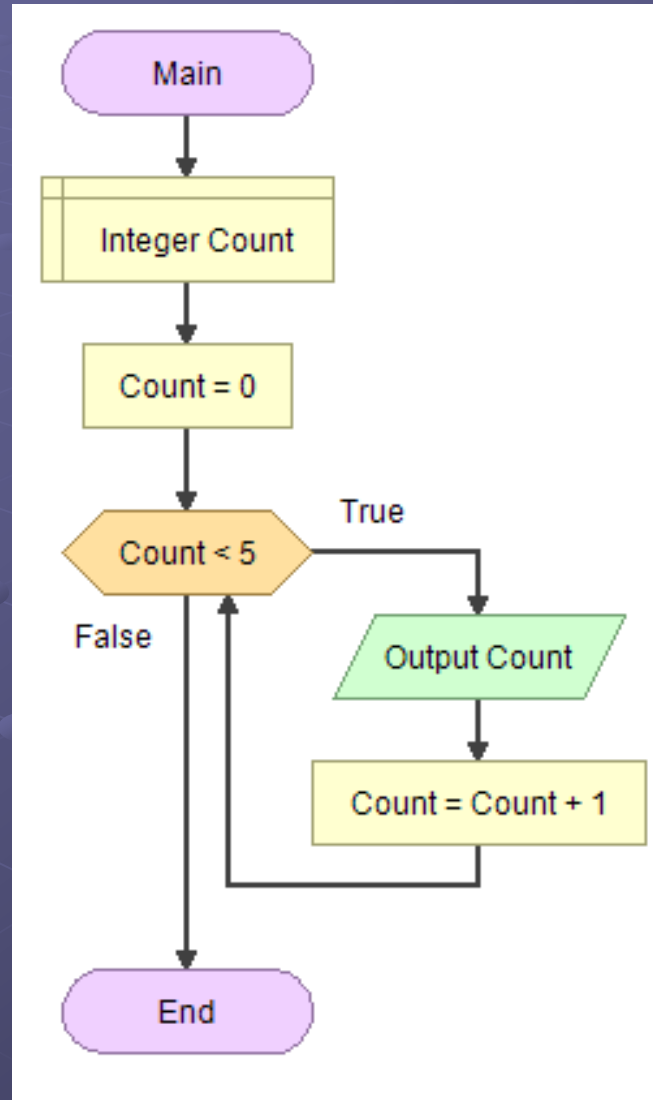 Main
Integer Count
Count = 0
Count < 5
True
False
Output Count
Count = Count + 1
End